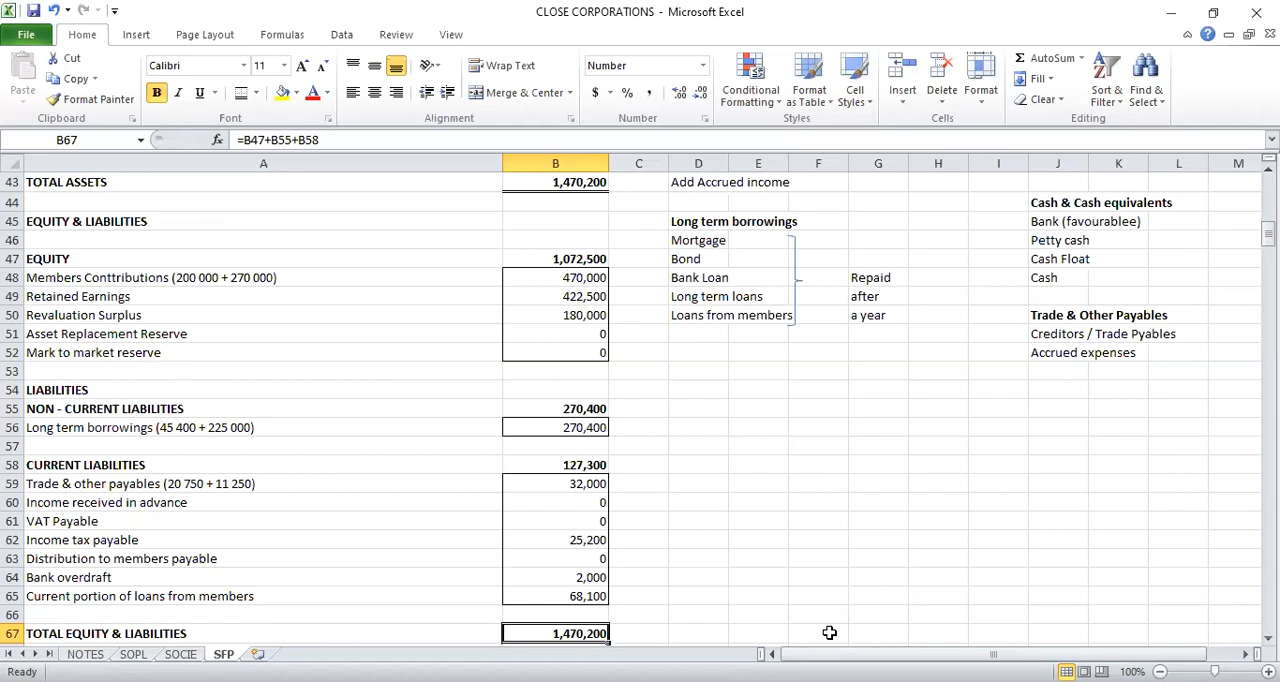 CLOSE CORPORATIONS - Microsoft Excel
File Home Insert Page Layout Formulas Data Review View
Paste Cut Copy Format Painter Clipboard
Calibri 11 A A B I U A Font
Wrap Text Merge & Center Alignment
Number $ % , Number
Conditional Formatting Format as Table Cell Styles Styles
Insert Delete Format Cells
Σ AutoSum Fill Clear Sort & Filter Find & Select Editing
B67 fx =B47+B55+B58
A B C D E F G H I J K L M
43 TOTAL ASSETS 1,470,200 Add Accrued income
44 Cash & Cash equivalents
45 EQUITY & LIABILITIES Long term borrowings Bank (favourablee)
46 Mortgage Petty cash
47 EQUITY 1,072,500 Bond Cash Float
48 Members Conttributions (200 000 + 270 000) 470,000 Bank Loan Repaid Cash
49 Retained Earnings 422,500 Long term loans after
50 Revaluation Surplus 180,000 Loans from members a year Trade & Other Payables
51 Asset Replacement Reserve 0 Creditors / Trade Pyables
52 Mark to market reserve 0 Accrued expenses
53
54 LIABILITIES
55 NON - CURRENT LIABILITIES 270,400
56 Long term borrowings (45 400 + 225 000) 270,400
57
58 CURRENT LIABILITIES 127,300
59 Trade & other payables (20 750 + 11 250) 32,000
60 Income received in advance 0
61 VAT Payable 0
62 Income tax payable 25,200
63 Distribution to members payable 0
64 Bank overdraft 2,000
65 Current portion of loans from members 68,100
66
67 TOTAL EQUITY & LIABILITIES 1,470,200
NOTES SOPL SOCIE SFP
Ready 100%